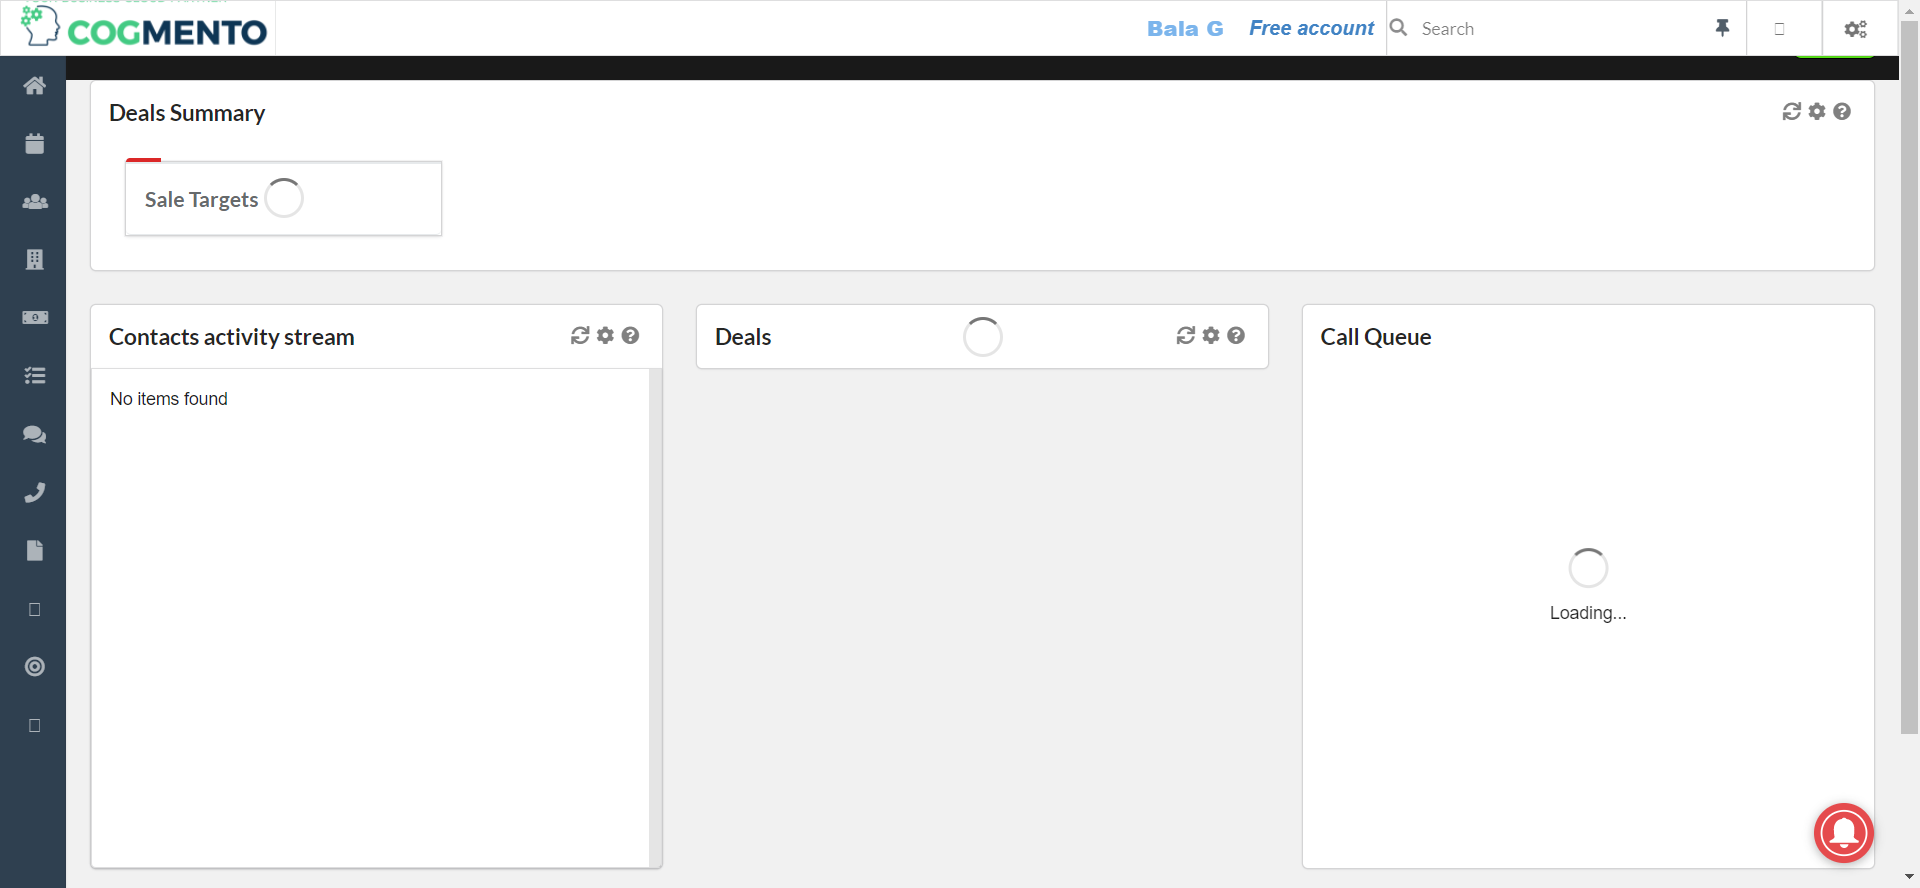 COGMENTO
Bala G
Free account
Search
Deals Summary
Sale Targets
Contacts activity stream
No items found
Deals
Call Queue
Loading...